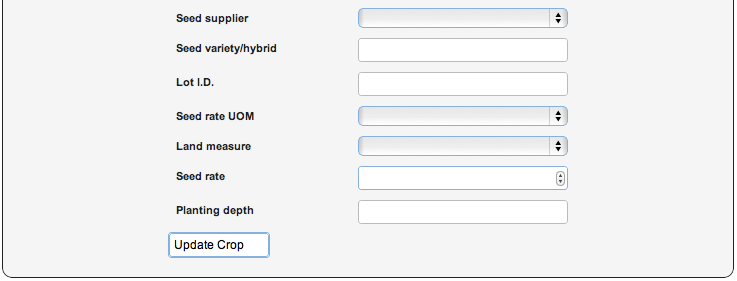 Seed supplier
Seed variety/hybrid
Lot I.D.
Seed rate UOM
Land measure
Seed rate
Planting depth
Update Crop